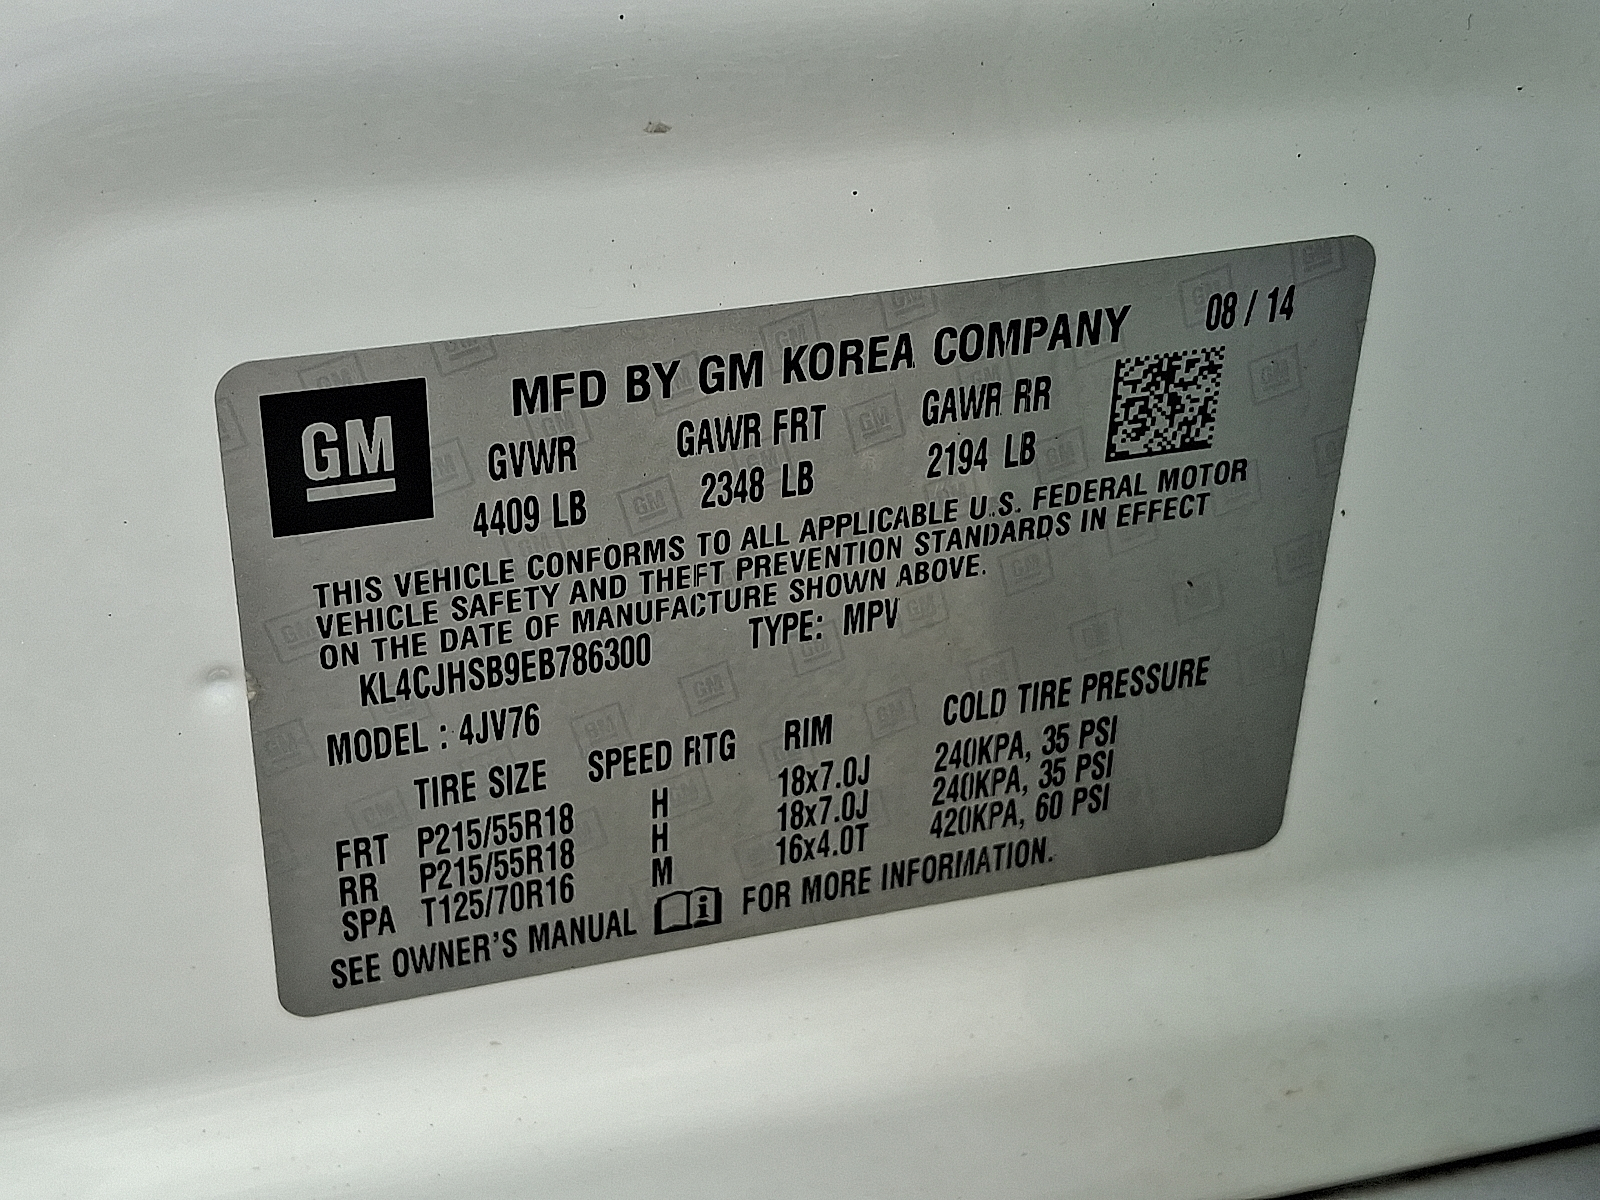 GM
MFD BY GM KOREA COMPANY 08 / 14
GVWR GAWR FRT GAWR RR
4409 LB 2348 LB 2194 LB
THIS VEHICLE CONFORMS TO ALL APPLICABLE U.S. FEDERAL MOTOR
VEHICLE SAFETY AND THEFT PREVENTION STANDARDS IN EFFECT
ON THE DATE OF MANUFACTURE SHOWN ABOVE.
KL4CJHSB9EB786300 TYPE: MPV
MODEL : 4JV76
TIRE SIZE SPEED RTG RIM COLD TIRE PRESSURE
FRT P215/55R18 H 18x7.0J 240KPA, 35 PSI
RR P215/55R18 H 18x7.0J 240KPA, 35 PSI
SPA T125/70R16 M 16x4.0T 420KPA, 60 PSI
SEE OWNER'S MANUAL i FOR MORE INFORMATION.